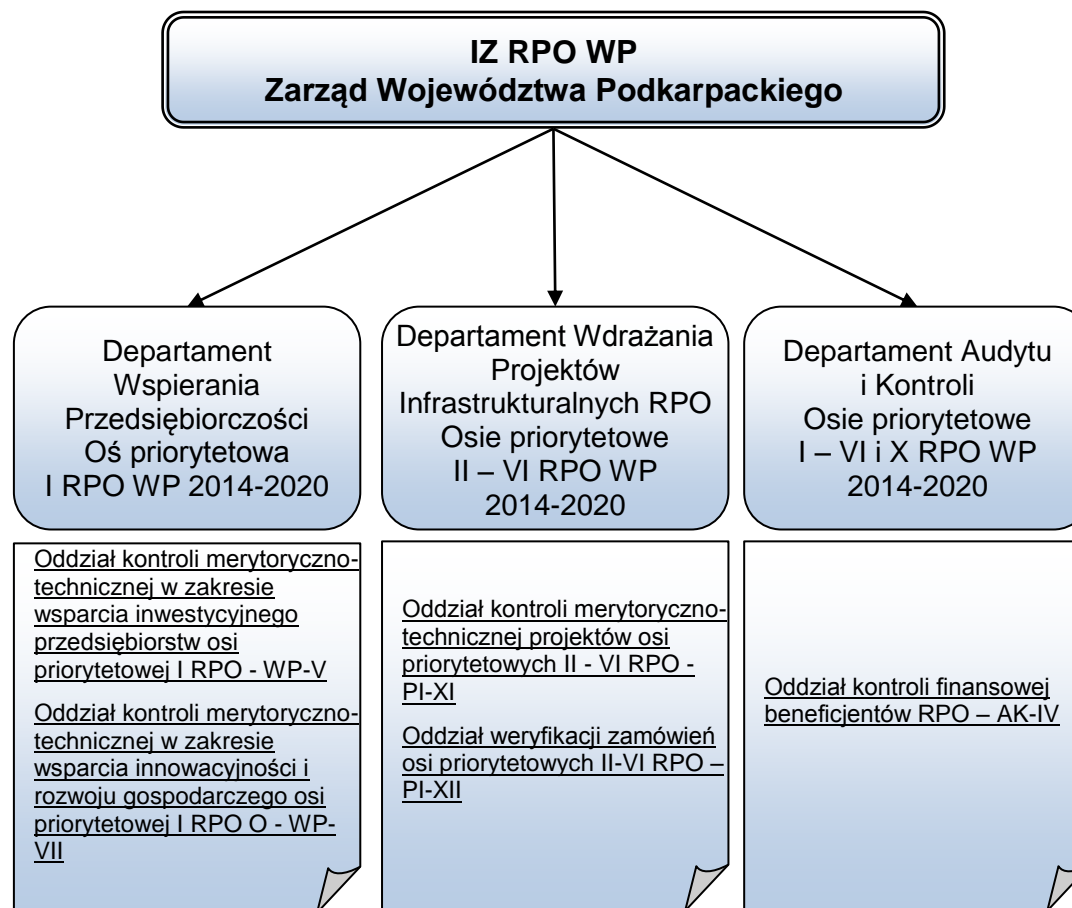 IZ RPO WP
Zarząd Województwa Podkarpackiego
Departament
Wspierania
Przedsiębiorczości
Oś priorytetowa
I RPO WP 2014-2020
Departament Wdrażania
Projektów
Infrastrukturalnych RPO
Osie priorytetowe
II – VI RPO WP
2014-2020
Departament Audytu
i Kontroli
Osie priorytetowe
I – VI i X RPO WP
2014-2020
Oddział kontroli merytoryczno-
technicznej w zakresie
wsparcia inwestycyjnego
przedsiębiorstw osi
priorytetowej I RPO - WP-V
Oddział kontroli merytoryczno-
technicznej w zakresie
wsparcia innowacyjności i
rozwoju gospodarczego osi
priorytetowej I RPO O - WP-
VII
Oddział kontroli merytoryczno-
technicznej projektów osi
priorytetowych II - VI RPO -
PI-XI
Oddział weryfikacji zamówień
osi priorytetowych II-VI RPO –
PI-XII
Oddział kontroli finansowej
beneficjentów RPO – AK-IV